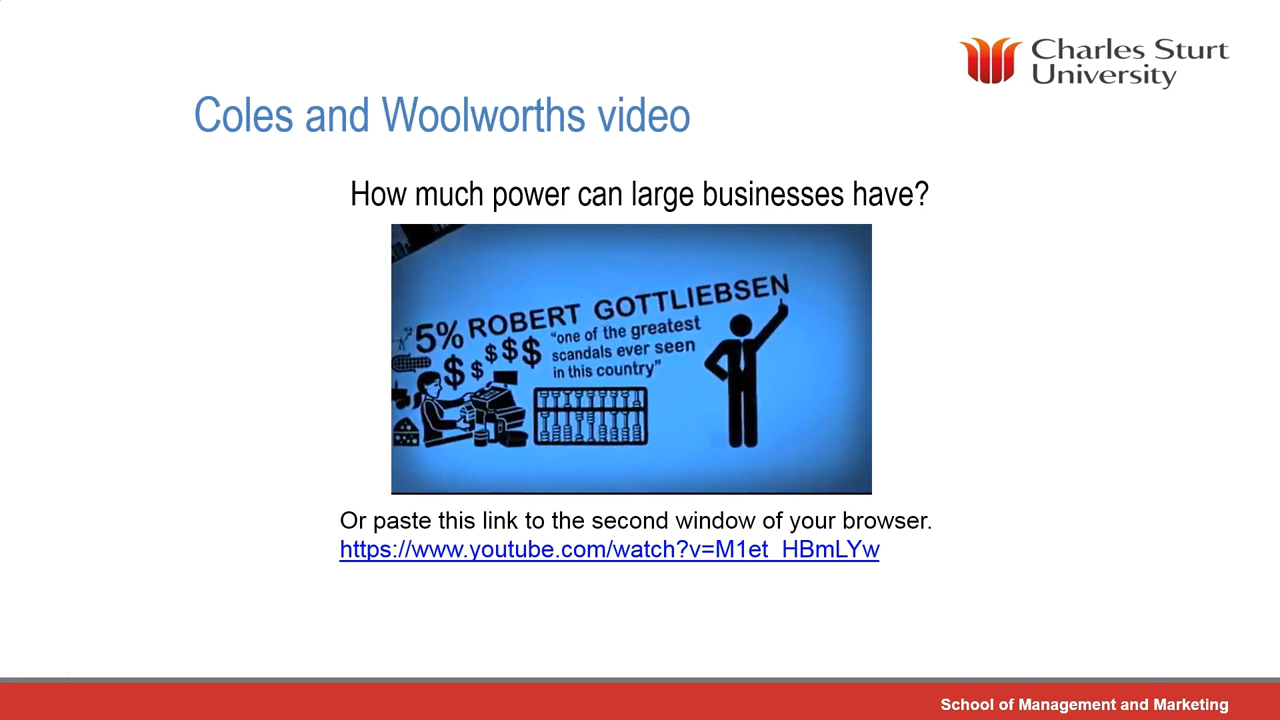 Charles Sturt
University
Coles and Woolworths video
How much power can large businesses have?
5% ROBERT GOTTLIEBSEN
$ $ $ $ $
"one of the greatest
scandals ever seen
in this country"
Or paste this link to the second window of your browser.
https://www.youtube.com/watch?v=M1et_HBmLYw
School of Management and Marketing